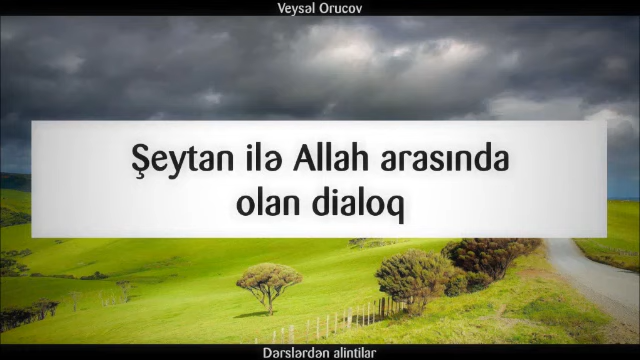 Veysəl Orucov
Şeytan ilə Allah arasında
olan dialoq
Dərslərdən alintilar